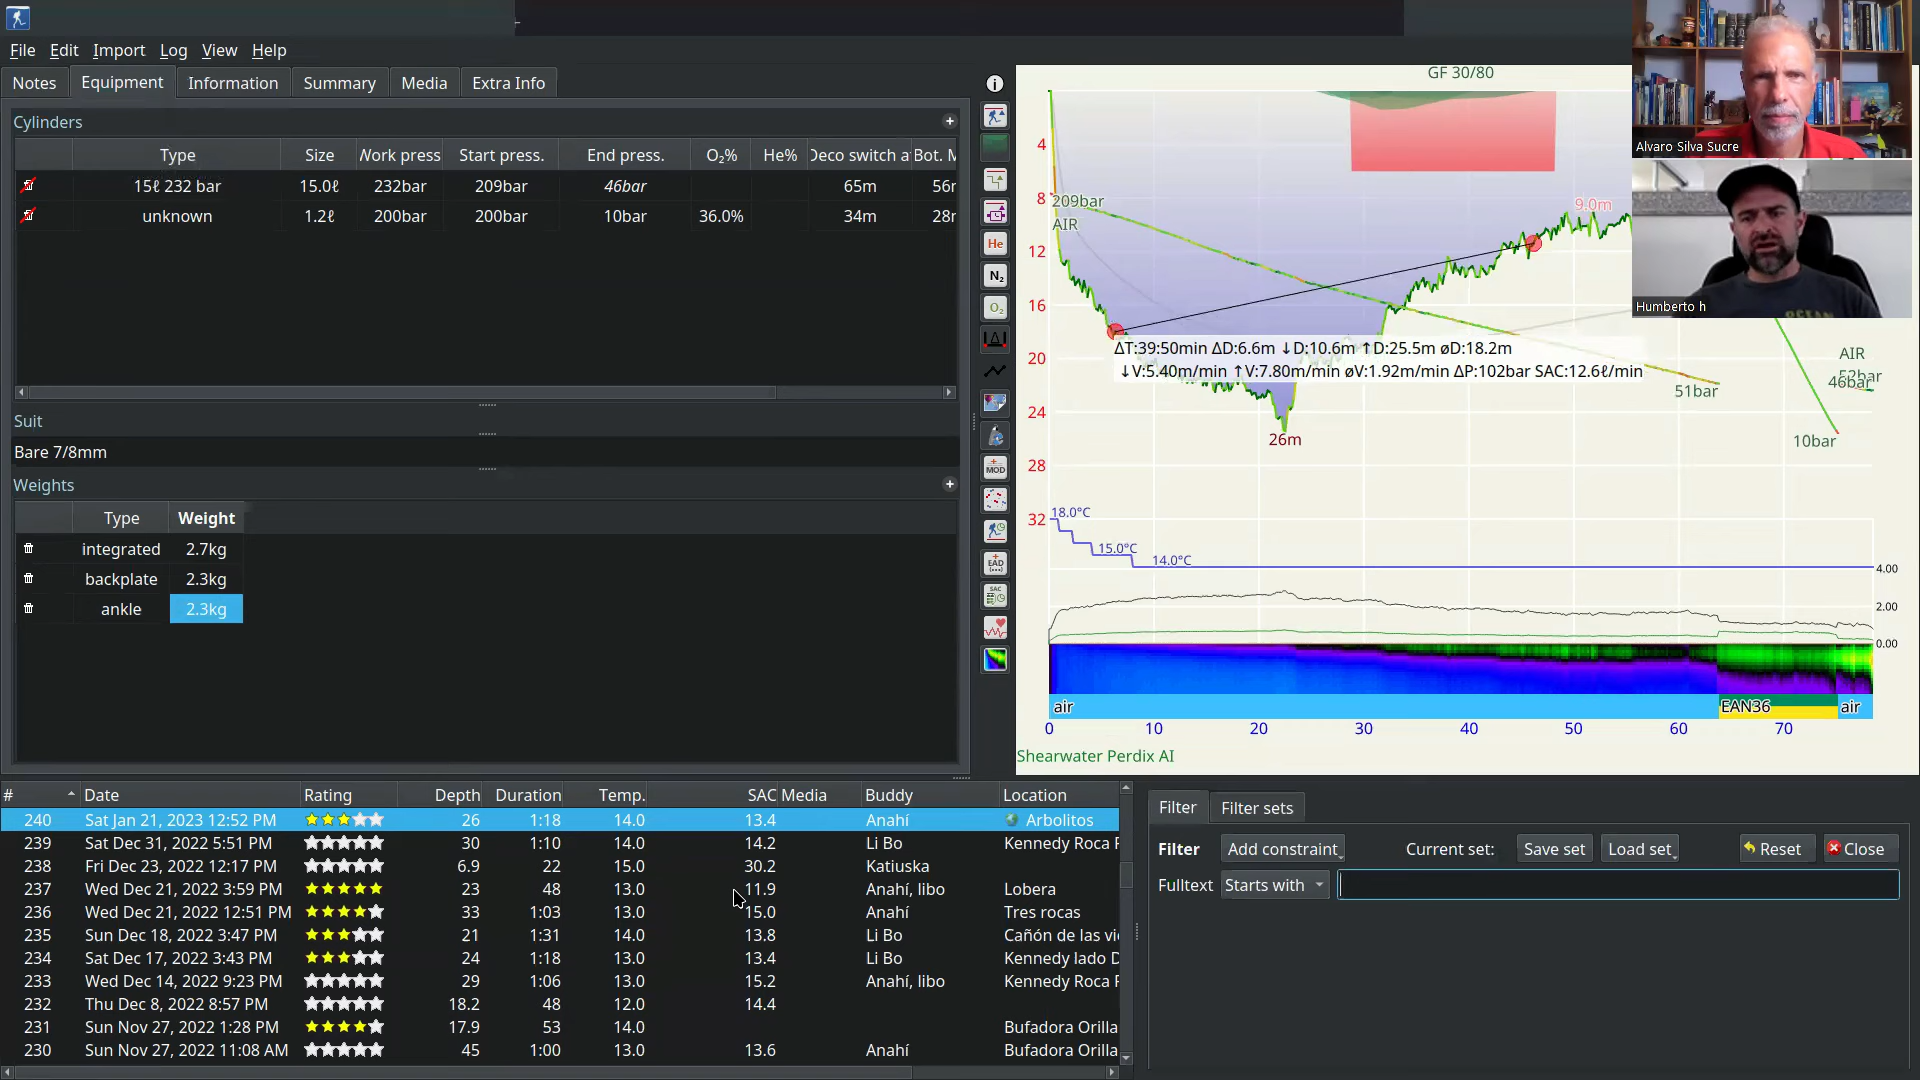 File Edit Import Log View Help
Notes Equipment Information Summary Media Extra Info
Cylinders
Type Size Work press Start press. End press. O₂% He% Deco switch a Bot. M
15ℓ 232 bar 15.0ℓ 232bar 209bar 46bar 65m 56m
unknown 1.2ℓ 200bar 200bar 10bar 36.0% 34m 28m
Suit
Bare 7/8mm
Weights
Type Weight
integrated 2.7kg
backplate 2.3kg
ankle 2.3kg
He
N₂
O₂
MOD
EAD
SAC
GF 30/80
4
8
12
16
20
24
28
32
209bar
AIR
9.0m
ΔT:39:50min ΔD:6.6m ↓D:10.6m ↑D:25.5m øD:18.2m
↓V:5.40m/min ↑V:7.80m/min øV:1.92m/min ΔP:102bar SAC:12.6ℓ/min
26m
51bar
AIR
52bar
46bar
10bar
18.0°C
15.0°C
14.0°C
4.00
2.00
0.00
air EAN36 air
0 10 20 30 40 50 60 70
Shearwater Perdix AI
Alvaro Silva Sucre
Humberto h
OCEAN
# Date Rating Depth Duration Temp. SAC Media Buddy Location
240 Sat Jan 21, 2023 12:52 PM 26 1:18 14.0 13.4 Anahí Arbolitos
239 Sat Dec 31, 2022 5:51 PM 30 1:10 14.0 14.2 Li Bo Kennedy Roca F
238 Fri Dec 23, 2022 12:17 PM 6.9 22 15.0 30.2 Katiuska
237 Wed Dec 21, 2022 3:59 PM 23 48 13.0 11.9 Anahí, libo Lobera
236 Wed Dec 21, 2022 12:51 PM 33 1:03 13.0 15.0 Anahí Tres rocas
235 Sun Dec 18, 2022 3:47 PM 21 1:31 14.0 13.8 Li Bo Cañón de las vi
234 Sat Dec 17, 2022 3:43 PM 24 1:18 13.0 13.4 Li Bo Kennedy lado D
233 Wed Dec 14, 2022 9:23 PM 29 1:06 13.0 15.2 Anahí, libo Kennedy Roca F
232 Thu Dec 8, 2022 8:57 PM 18.2 48 12.0 14.4
231 Sun Nov 27, 2022 1:28 PM 17.9 53 14.0 Bufadora Orilla
230 Sun Nov 27, 2022 11:08 AM 45 1:00 13.0 13.6 Anahí Bufadora Orilla
Filter Filter sets
Filter Add constraint Current set: Save set Load set Reset Close
Fulltext Starts with